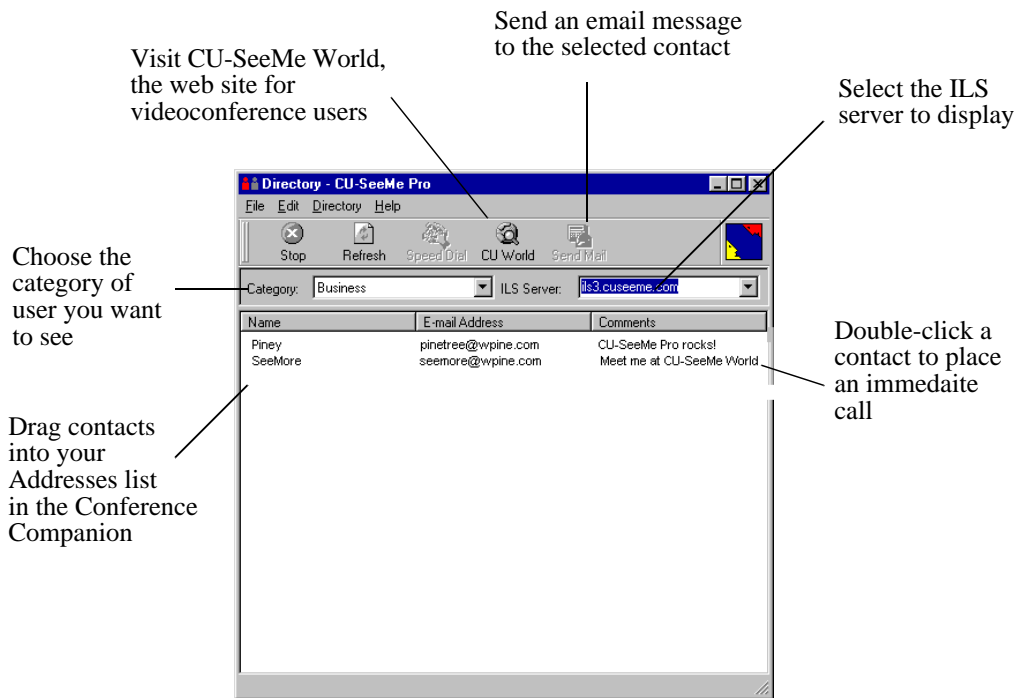 Send an email message
to the selected contact
Visit CU-SeeMe World,
the web site for
videoconference users
Select the ILS
server to display
Directory - CU-SeeMe Pro
File Edit Directory Help
Stop Refresh Speed Dial CU World Send Mail
Choose the
category of
user you want
to see
Category: Business ILS Server: ils3.cuseeme.com
Name E-mail Address Comments
Piney pinetree@wpine.com CU-SeeMe Pro rocks!
SeeMore seemore@wpine.com Meet me at CU-SeeMe World
Double-click a
contact to place
an immedaite
call
Drag contacts
into your
Addresses list
in the Conference
Companion